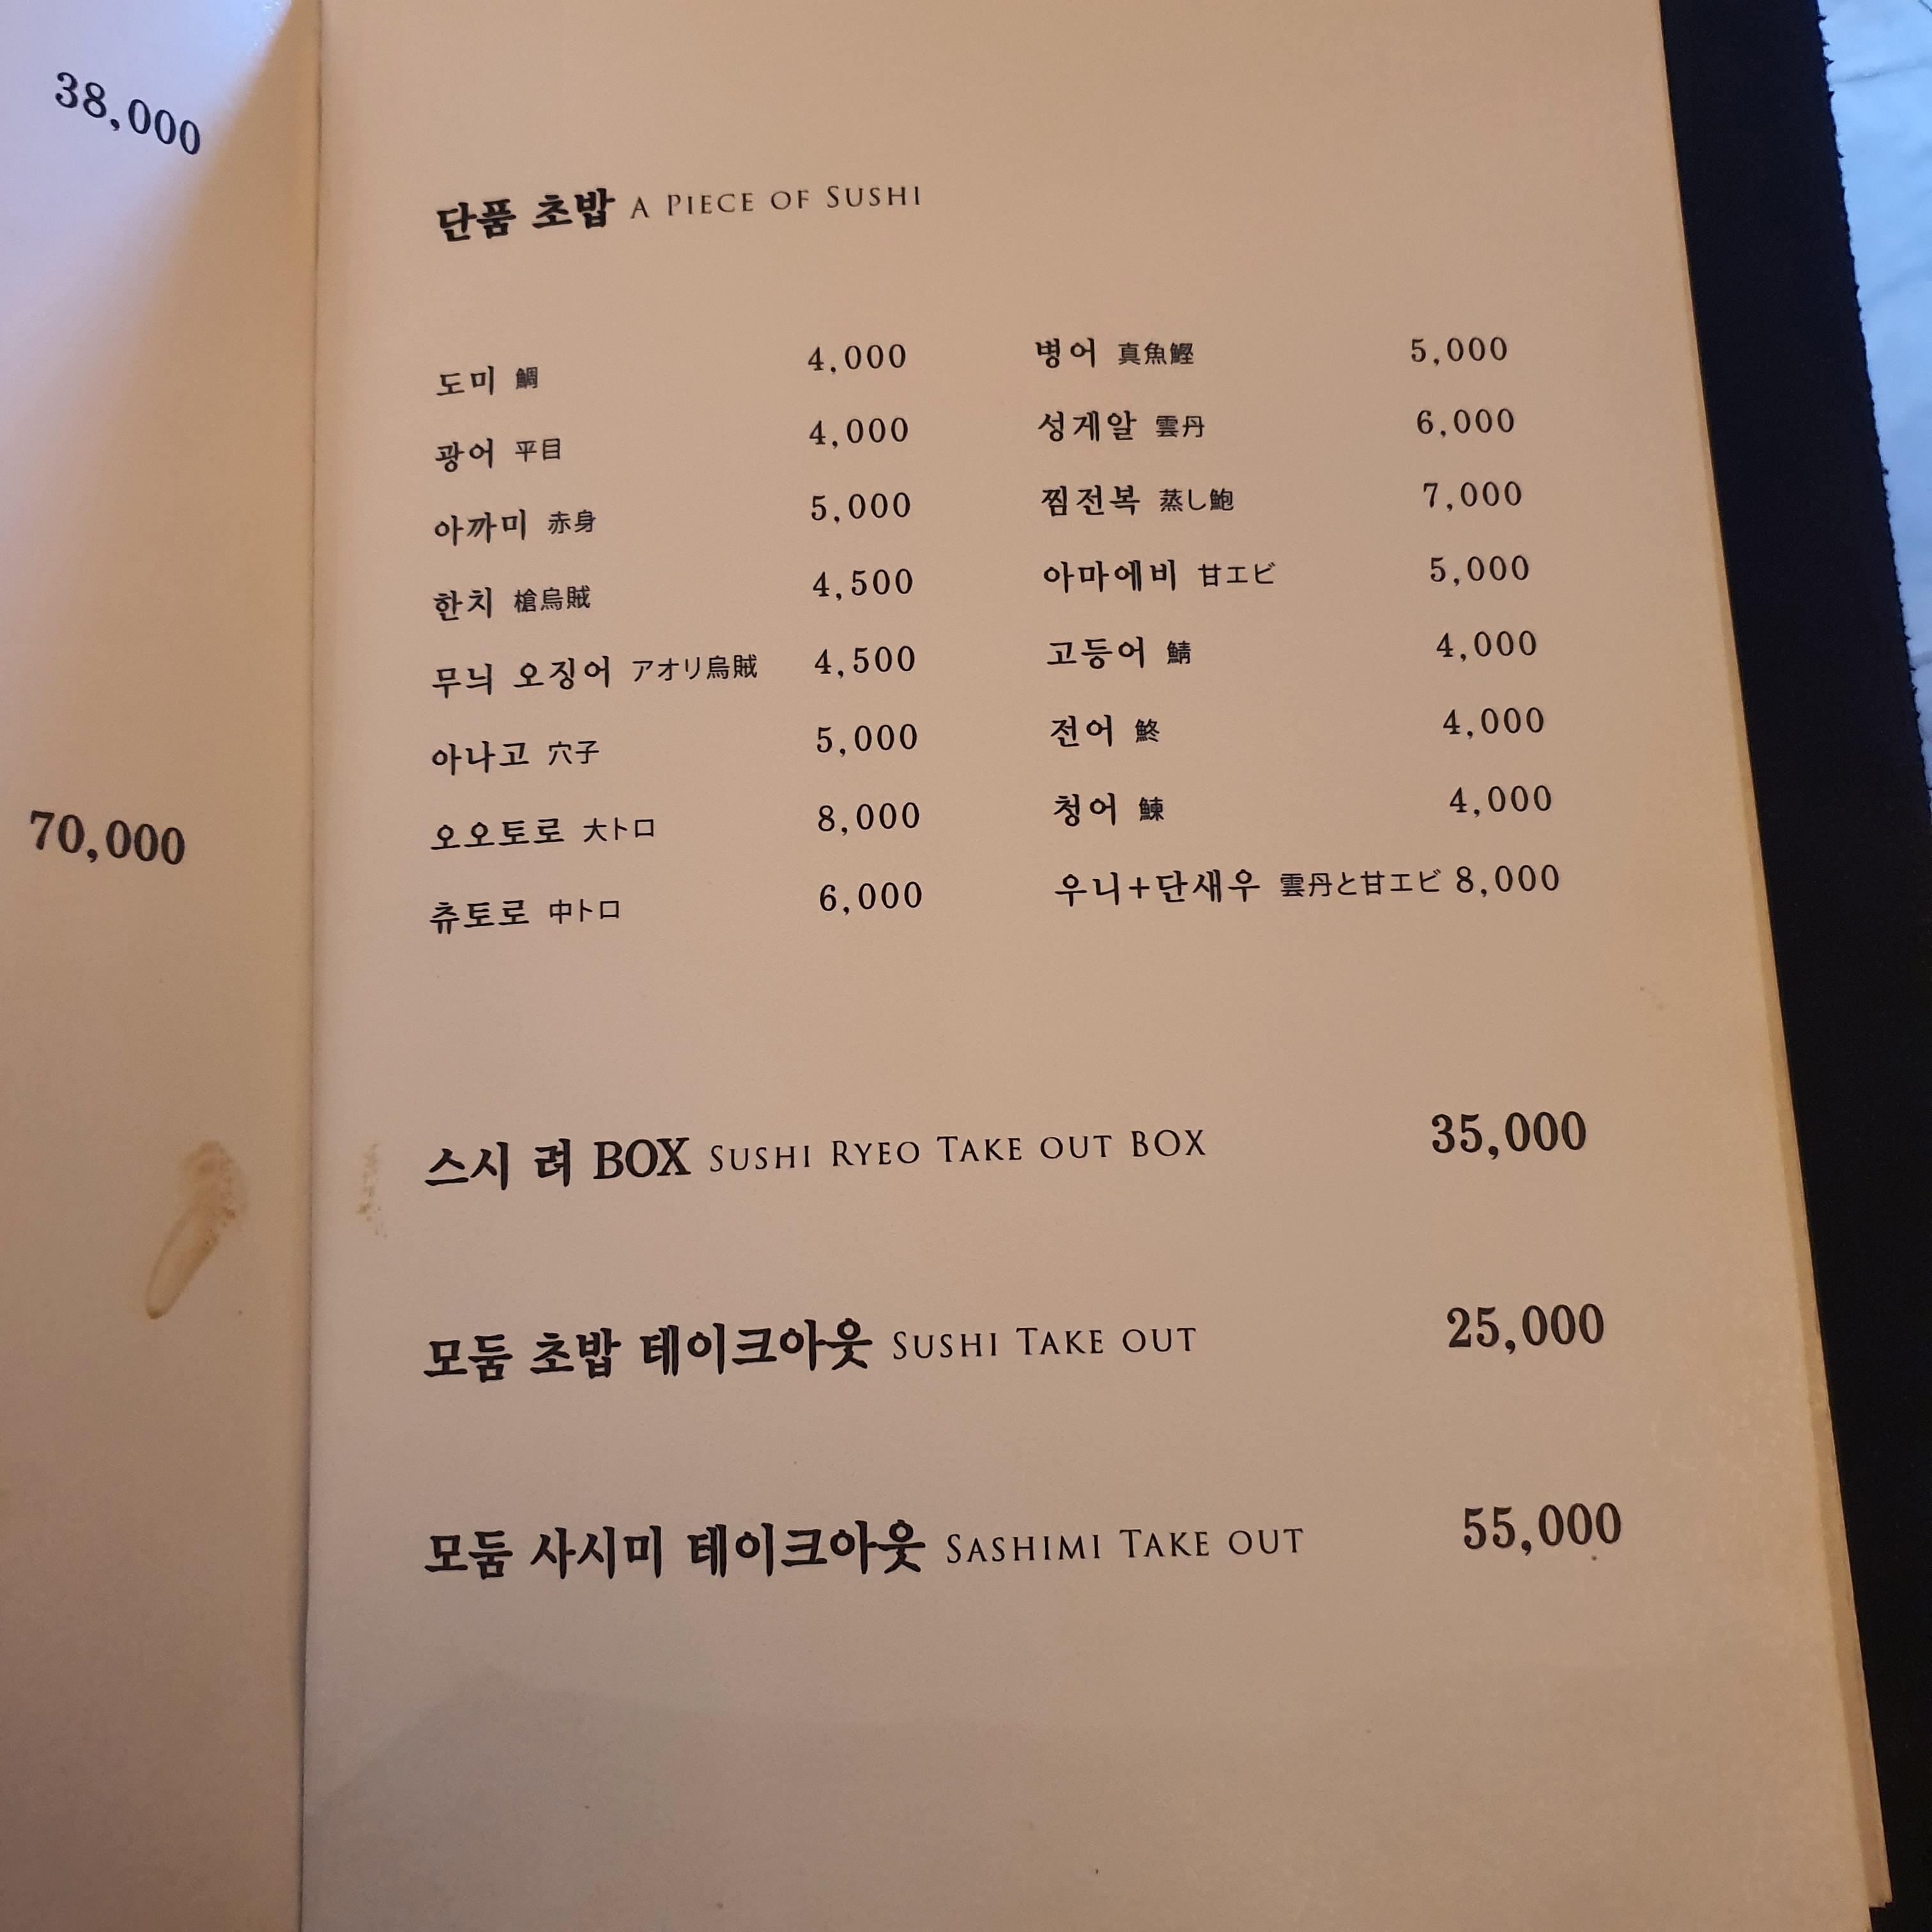 38,000
70,000
단품 초밥 A PIECE OF SUSHI
도미 鯛 4,000
광어 平目 4,000
아까미 赤身 5,000
한치 槍烏賊 4,500
무늬 오징어 アオリ烏賊 4,500
아나고 穴子 5,000
오오토로 大トロ 8,000
츄토로 中トロ 6,000
병어 真魚鰹 5,000
성게알 雲丹 6,000
찜전복 蒸し鮑 7,000
아마에비 甘エビ 5,000
고등어 鯖 4,000
전어 鮗 4,000
청어 鰊 4,000
우니+단새우 雲丹と甘エビ 8,000
스시 려 BOX SUSHI RYEO TAKE OUT BOX 35,000
모둠 초밥 테이크아웃 SUSHI TAKE OUT 25,000
모둠 사시미 테이크아웃 SASHIMI TAKE OUT 55,000